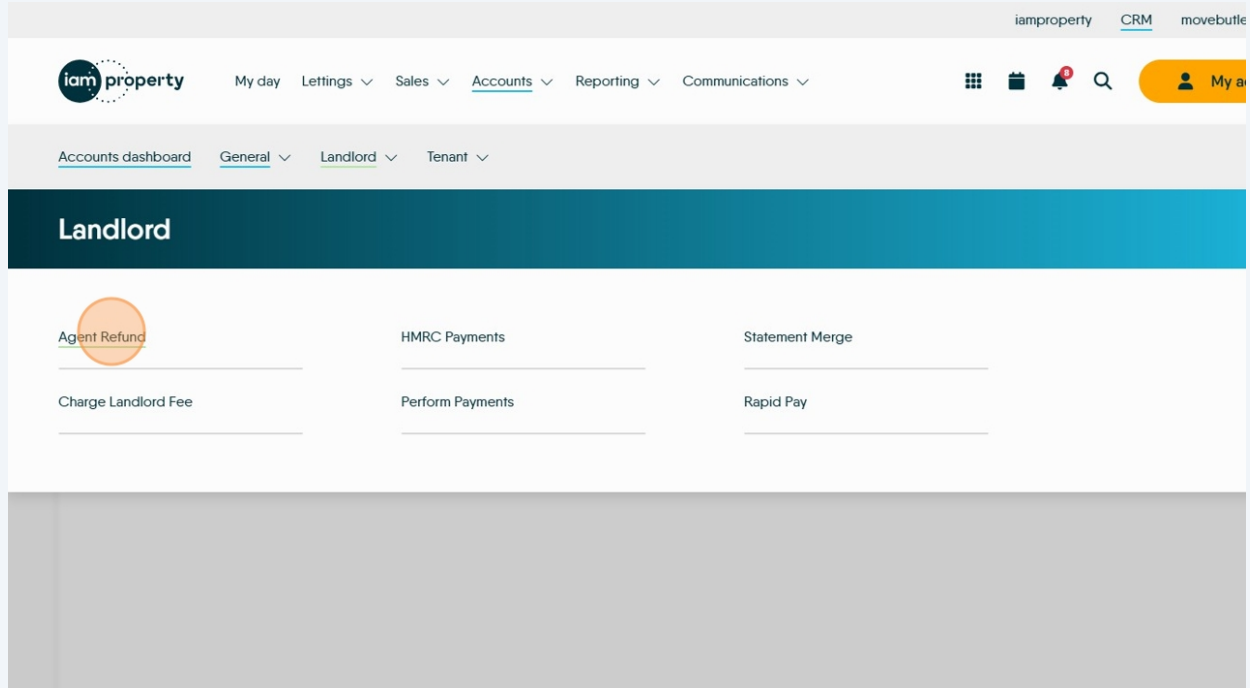 iamproperty CRM movebutle
iam property My day Lettings Sales Accounts Reporting Communications 8 My ac
Accounts dashboard General Landlord Tenant
Landlord
Agent Refund HMRC Payments Statement Merge
Charge Landlord Fee Perform Payments Rapid Pay